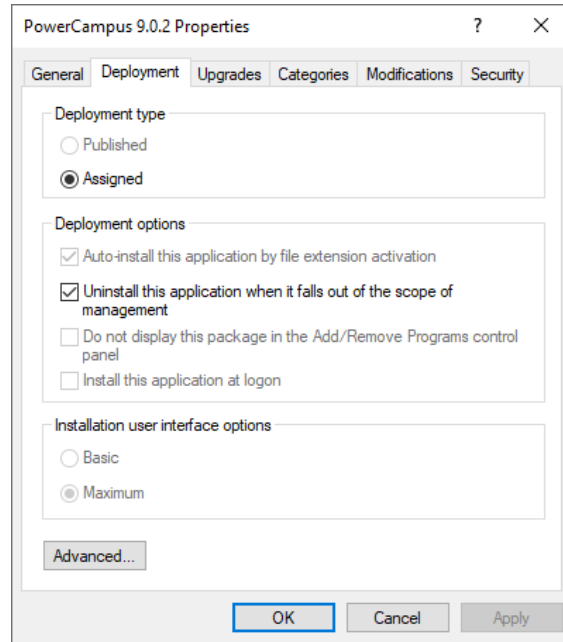 PowerCampus 9.0.2 Properties
?
General Deployment Upgrades Categories Modifications Security
Deployment type
Published
Assigned
Deployment options
Auto-install this application by file extension activation
Uninstall this application when it falls out of the scope of
management
Do not display this package in the Add/Remove Programs control
panel
Install this application at logon
Installation user interface options
Basic
Maximum
Advanced...
OK Cancel Apply